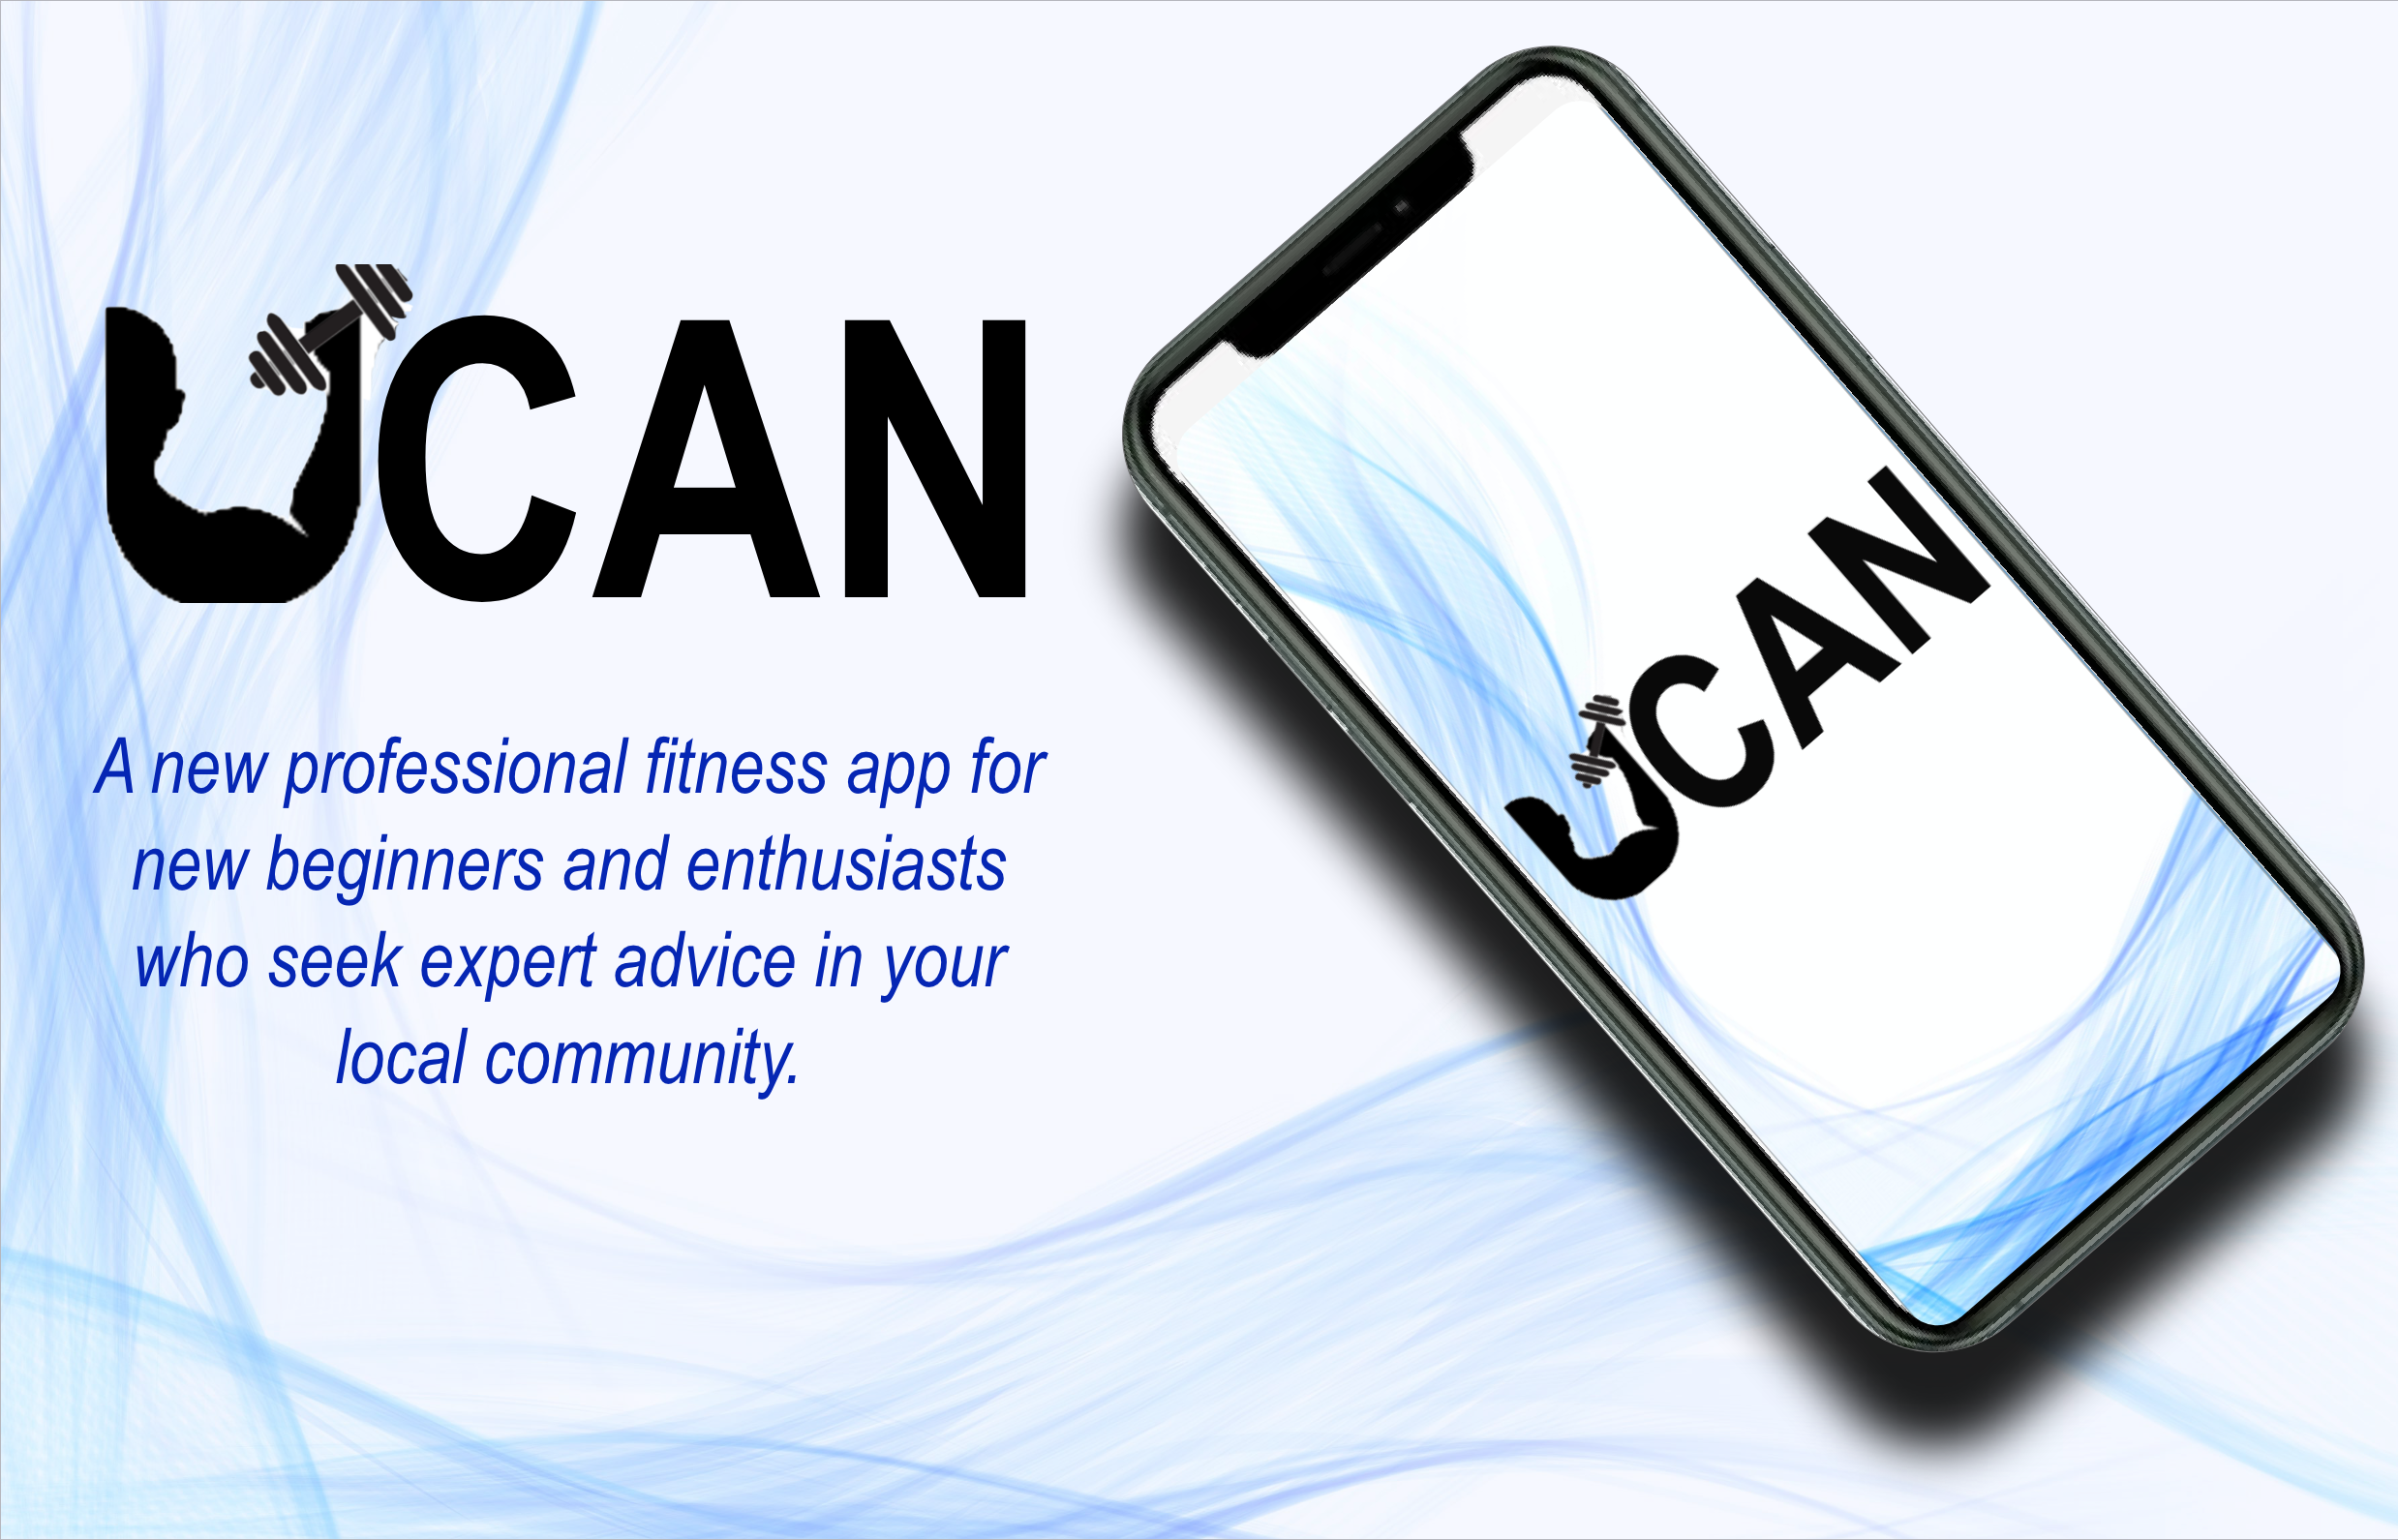 UCAN
A new professional fitness app for
new beginners and enthusiasts
who seek expert advice in your
local community.
UCAN